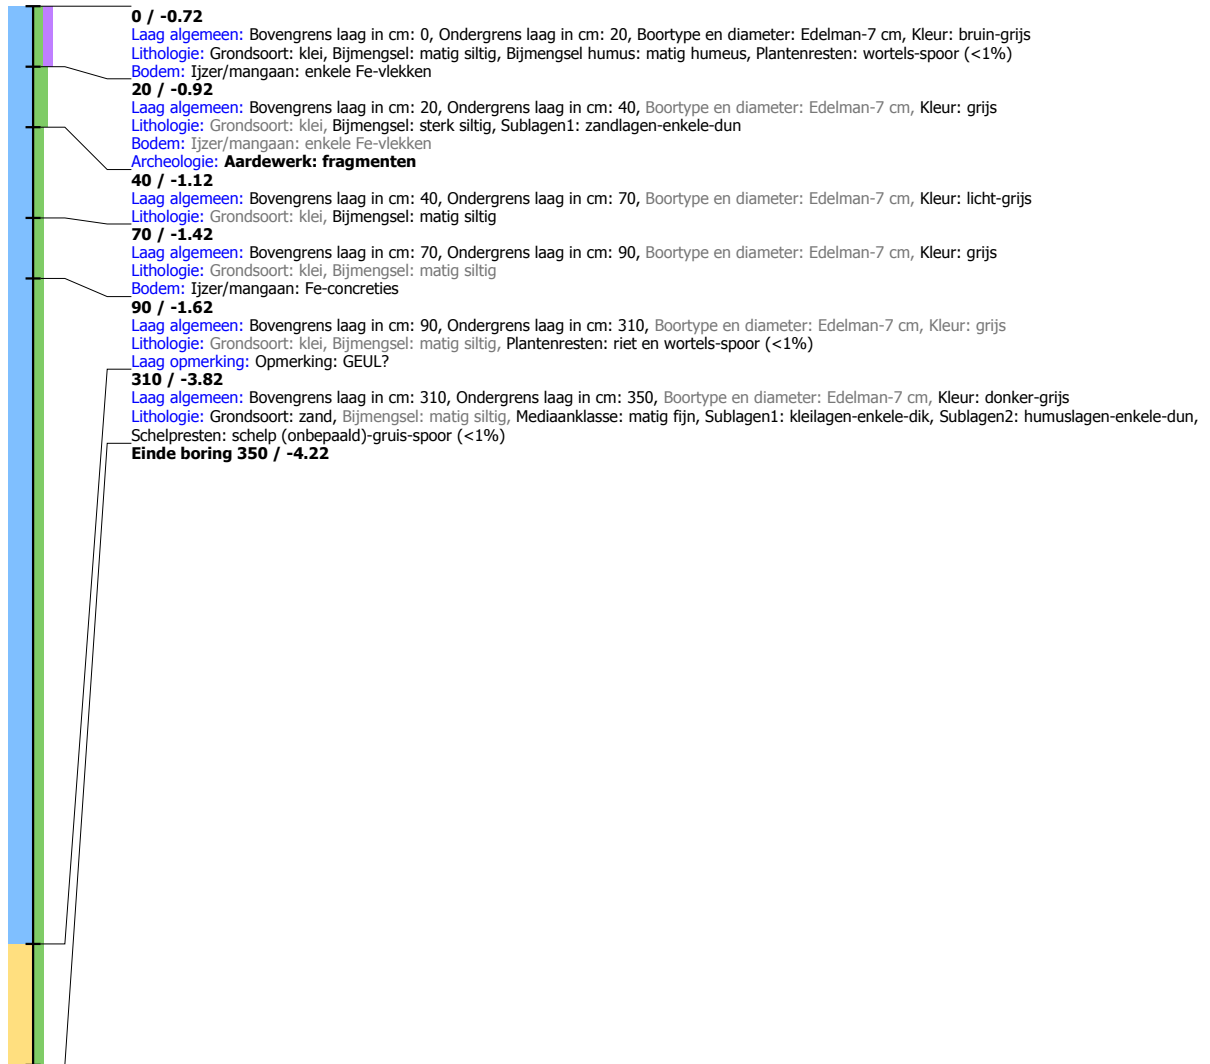 0 / -0.72
Laag algemeen: Bovengrens laag in cm: 0, Ondergrens laag in cm: 20, Boortype en diameter: Edelman-7 cm, Kleur: bruin-grijs
Lithologie: Grondsoort: klei, Bijmengsel: matig siltig, Bijmengsel humus: matig humeus, Plantenresten: wortels-spoor (<1%)
Bodem: Ijzer/mangaan: enkele Fe-vlekken
20 / -0.92
Laag algemeen: Bovengrens laag in cm: 20, Ondergrens laag in cm: 40, Boortype en diameter: Edelman-7 cm, Kleur: grijs
Lithologie: Grondsoort: klei, Bijmengsel: sterk siltig, Sublagen1: zandlagen-enkele-dun
Bodem: Ijzer/mangaan: enkele Fe-vlekken
Archeologie: Aardewerk: fragmenten
40 / -1.12
Laag algemeen: Bovengrens laag in cm: 40, Ondergrens laag in cm: 70, Boortype en diameter: Edelman-7 cm, Kleur: licht-grijs
Lithologie: Grondsoort: klei, Bijmengsel: matig siltig
70 / -1.42
Laag algemeen: Bovengrens laag in cm: 70, Ondergrens laag in cm: 90, Boortype en diameter: Edelman-7 cm, Kleur: grijs
Lithologie: Grondsoort: klei, Bijmengsel: matig siltig
Bodem: Ijzer/mangaan: Fe-concreties
90 / -1.62
Laag algemeen: Bovengrens laag in cm: 90, Ondergrens laag in cm: 310, Boortype en diameter: Edelman-7 cm, Kleur: grijs
Lithologie: Grondsoort: klei, Bijmengsel: matig siltig, Plantenresten: riet en wortels-spoor (<1%)
Laag opmerking: Opmerking: GEUL?
310 / -3.82
Laag algemeen: Bovengrens laag in cm: 310, Ondergrens laag in cm: 350, Boortype en diameter: Edelman-7 cm, Kleur: donker-grijs
Lithologie: Grondsoort: zand, Bijmengsel: matig siltig, Mediaanklasse: matig fijn, Sublagen1: kleilagen-enkele-dik, Sublagen2: humuslagen-enkele-dun,
Schelpresten: schelp (onbepaald)-gruis-spoor (<1%)
Einde boring 350 / -4.22